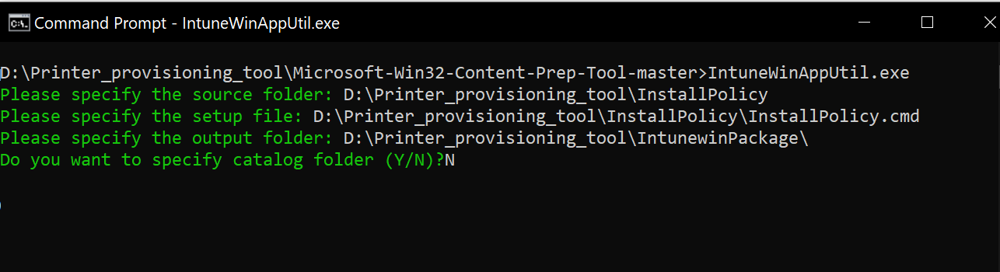 Command Prompt - IntuneWinAppUtil.exe
D:\Printer_provisioning_tool\Microsoft-Win32-Content-Prep-Tool-master>IntuneWinAppUtil.exe
Please specify the source folder: D:\Printer_provisioning_tool\InstallPolicy
Please specify the setup file: D:\Printer_provisioning_tool\InstallPolicy\InstallPolicy.cmd
Please specify the output folder: D:\Printer_provisioning_tool\IntunewinPackage\
Do you want to specify catalog folder (Y/N)?N